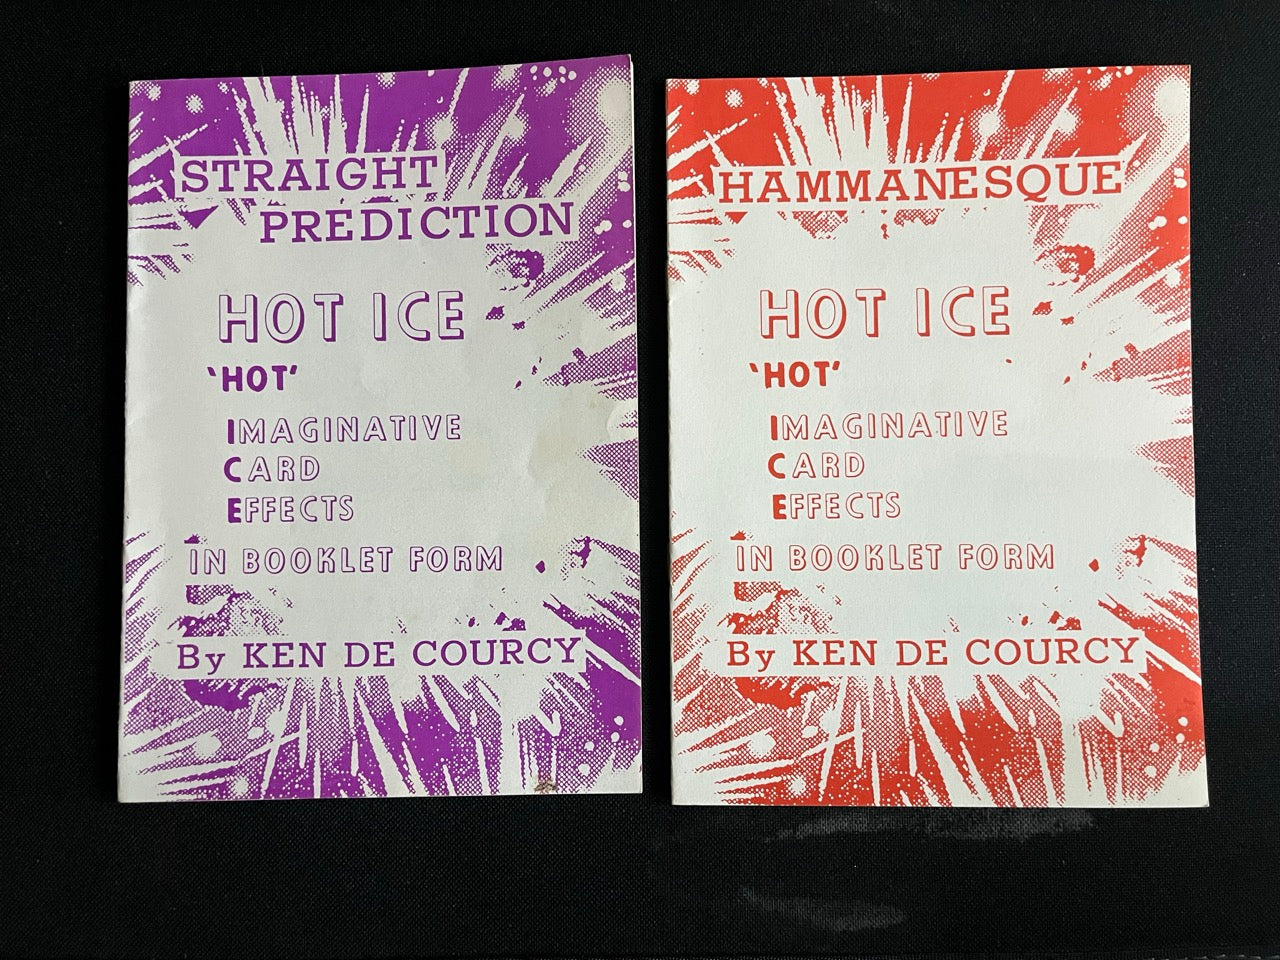 STRAIGHT
PREDICTION
HOT ICE
'HOT'
IMAGINATIVE
CARD
EFFECTS
IN BOOKLET FORM
By KEN DE COURCY
HAMMANESQUE
HOT ICE
'HOT'
IMAGINATIVE
CARD
EFFECTS
IN BOOKLET FORM
By KEN DE COURCY